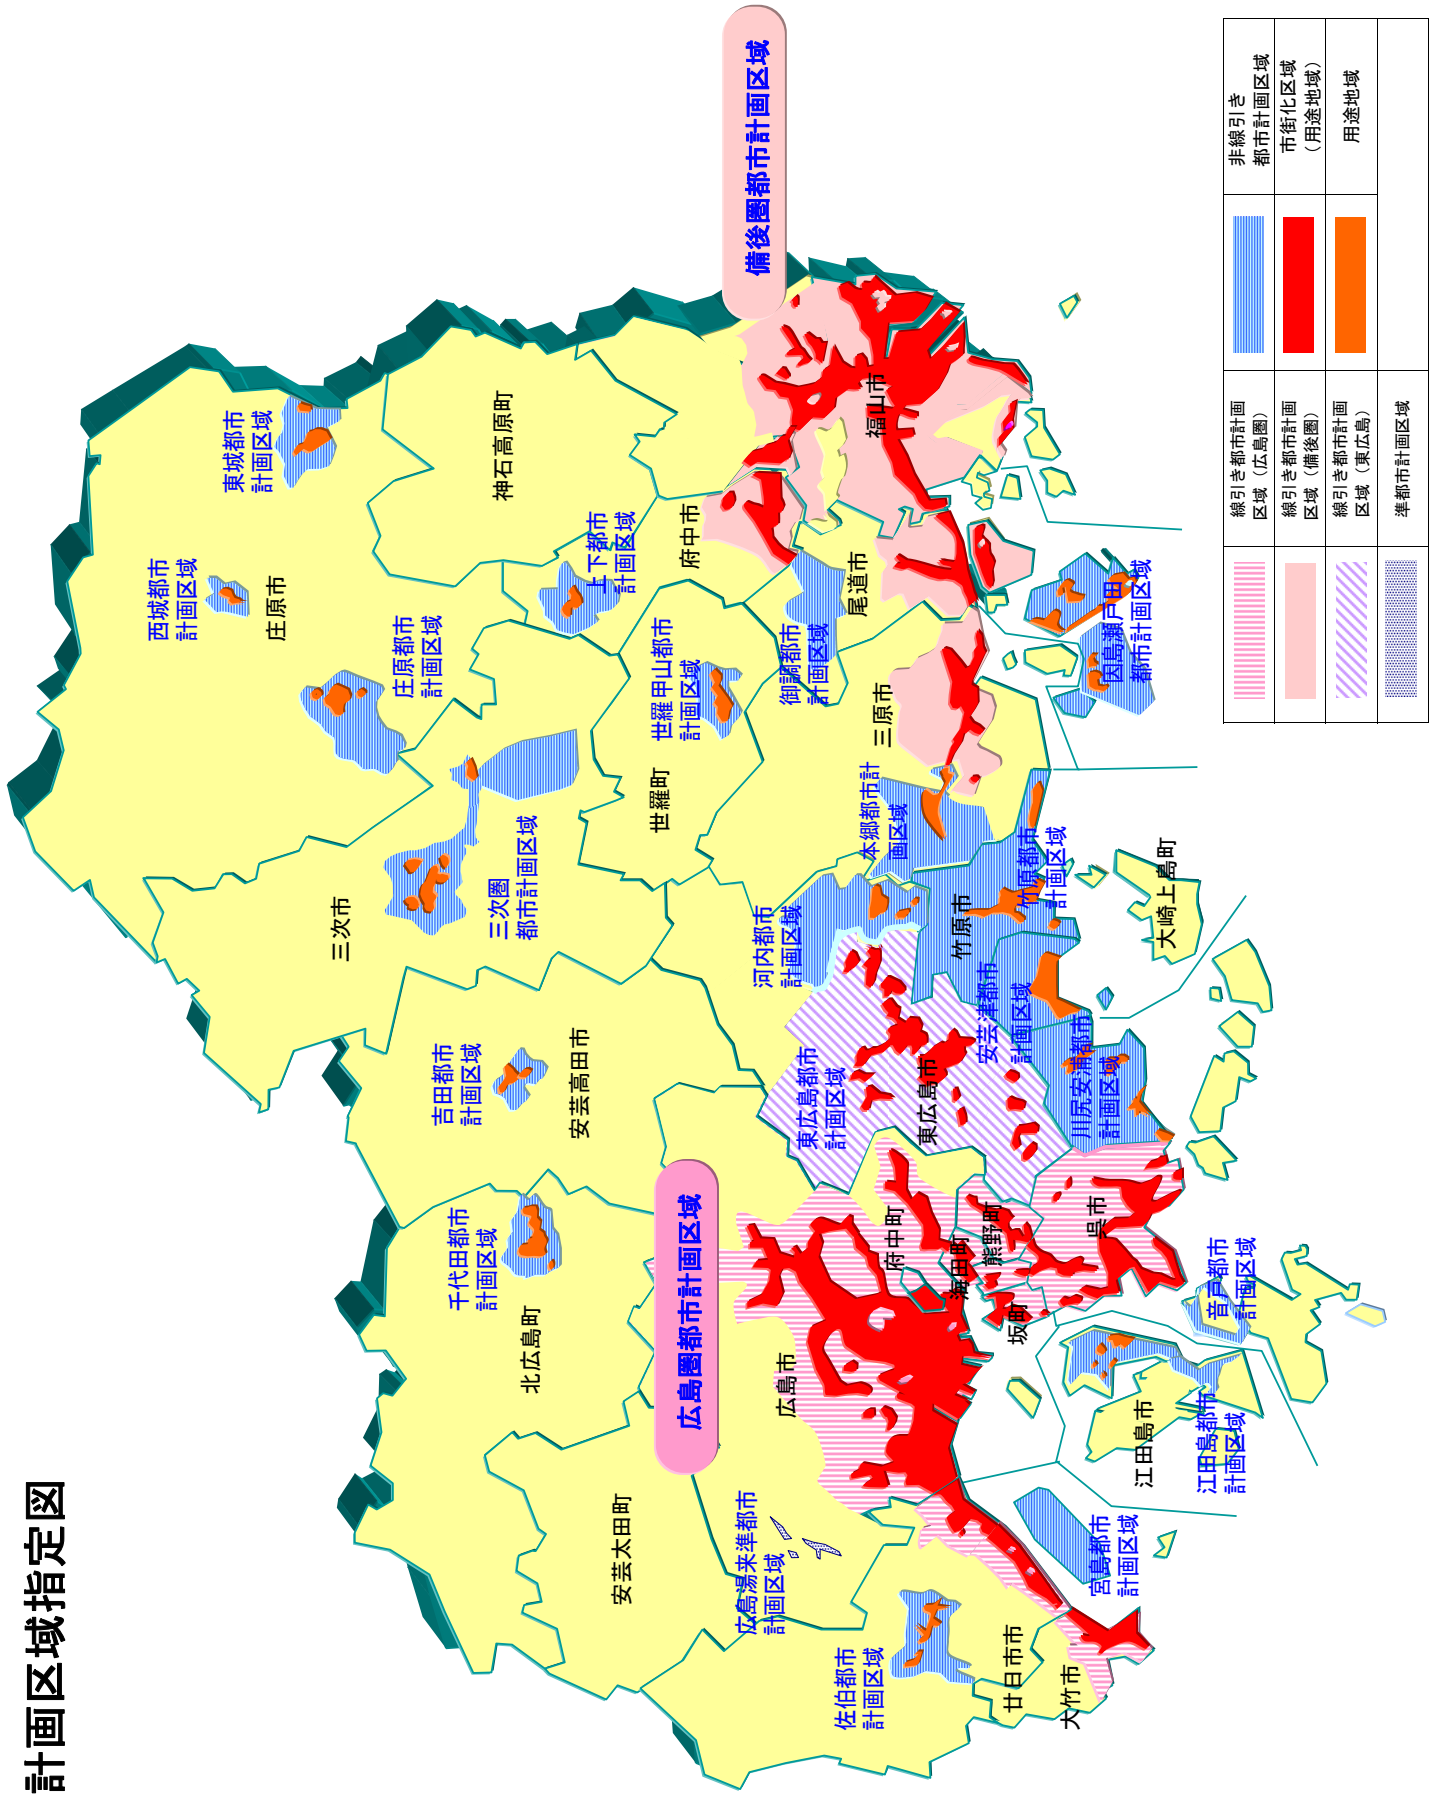 計画区域指定図
備後圏都市計画区域
広島圏都市計画区域
東城都市
計画区域
西城都市
計画区域
庄原市
庄原都市
計画区域
神石高原町
上下都市
計画区域
府中市
福山市
尾道市
御調都市
計画区域
世羅甲山都市
計画区域
世羅町
三原市
本郷都市計
画区域
因島瀬戸田
都市計画区域
三次市
三次圏
都市計画区域
河内都市
計画区域
竹原市
竹原都市
計画区域
大崎上島町
安芸津都市
計画区域
川尻安浦都市
計画区域
東広島都市
計画区域
東広島市
吉田都市
計画区域
安芸高田市
千代田都市
計画区域
北広島町
府中町
海田町
熊野町
坂町
呉市
音戸都市
計画区域
広島市
江田島市
江田島都市
計画区域
安芸太田町
広島湯来準都市
計画区域
宮島都市
計画区域
佐伯都市
計画区域
廿日市市
大竹市
線引き都市計画
区域（広島圏）
非線引き
都市計画区域
線引き都市計画
区域（備後圏）
市街化区域
（用途地域）
線引き都市計画
区域（東広島）
用途地域
準都市計画区域